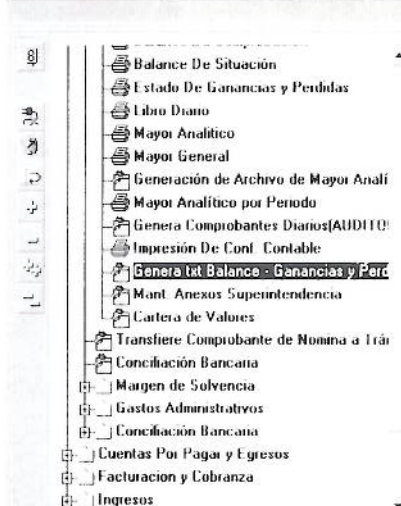 Balance De Situación
Estado De Ganancias y Perdidas
Libro Diario
Mayor Analítico
Mayor General
Generación de Archivo de Mayor Analí
Mayor Analítico por Periodo
Genera Comprobantes Diarios(AUDITO
Impresión De Conf. Contable
Genera txt Balance - Ganancias y Perd
Mant. Anexos Superintendencia
Cartera de Valores
Transfiere Comprobante de Nomina a Trán
Conciliación Bancaria
Margen de Solvencia
Gastos Administrativos
Conciliación Bancaria
Cuentas Por Pagar y Egresos
Facturacion y Cobranza
Ingresos